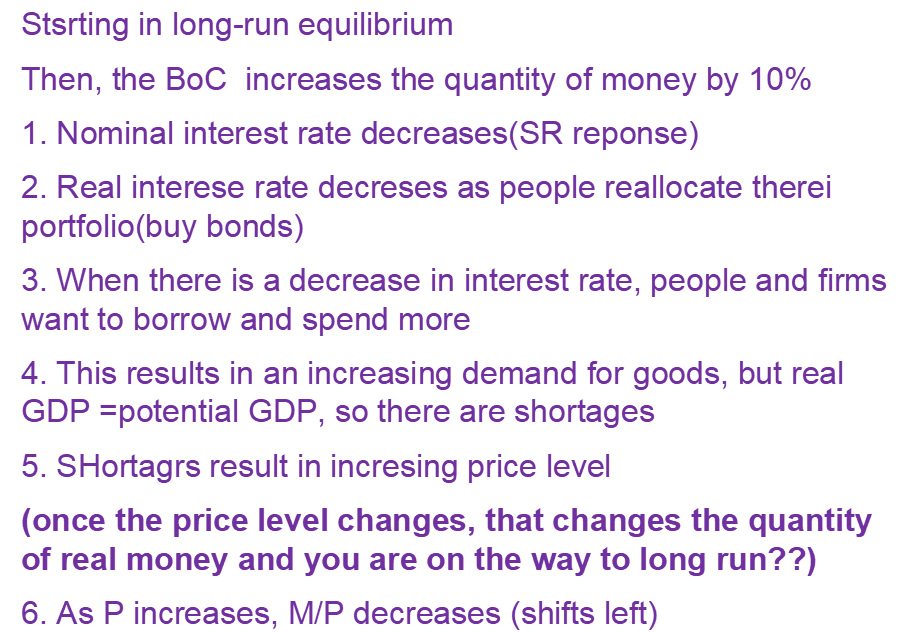 Stsrting in long-run equilibrium
Then, the BoC  increases the quantity of money by 10%
1. Nominal interest rate decreases(SR reponse)
2. Real interese rate decreses as people reallocate therei
portfolio(buy bonds)
3. When there is a decrease in interest rate, people and firms
want to borrow and spend more
4. This results in an increasing demand for goods, but real
GDP =potential GDP, so there are shortages
5. SHortagrs result in incresing price level
(once the price level changes, that changes the quantity
of real money and you are on the way to long run??)
6. As P increases, M/P decreases (shifts left)